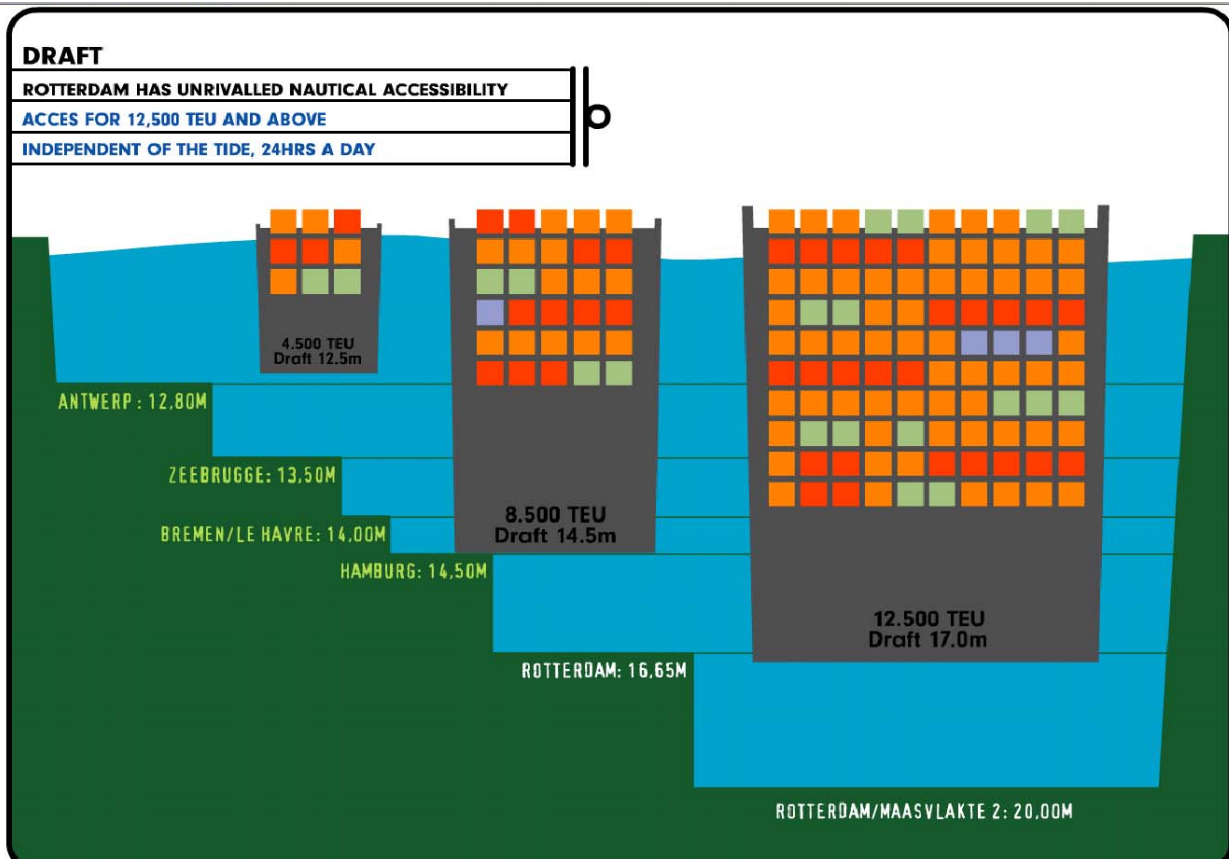 DRAFT
ROTTERDAM HAS UNRIVALLED NAUTICAL ACCESSIBILITY
ACCES FOR 12,500 TEU AND ABOVE
INDEPENDENT OF THE TIDE, 24HRS A DAY
4.500 TEU
Draft 12.5m
ANTWERP: 12,80M
ZEEBRUGGE: 13,50M
8.500 TEU
Draft 14.5m
BREMEN/LE HAVRE: 14,00M
HAMBURG: 14,50M
12.500 TEU
Draft 17.0m
ROTTERDAM: 16,65M
ROTTERDAM/MAASVLAKTE 2: 20,00M